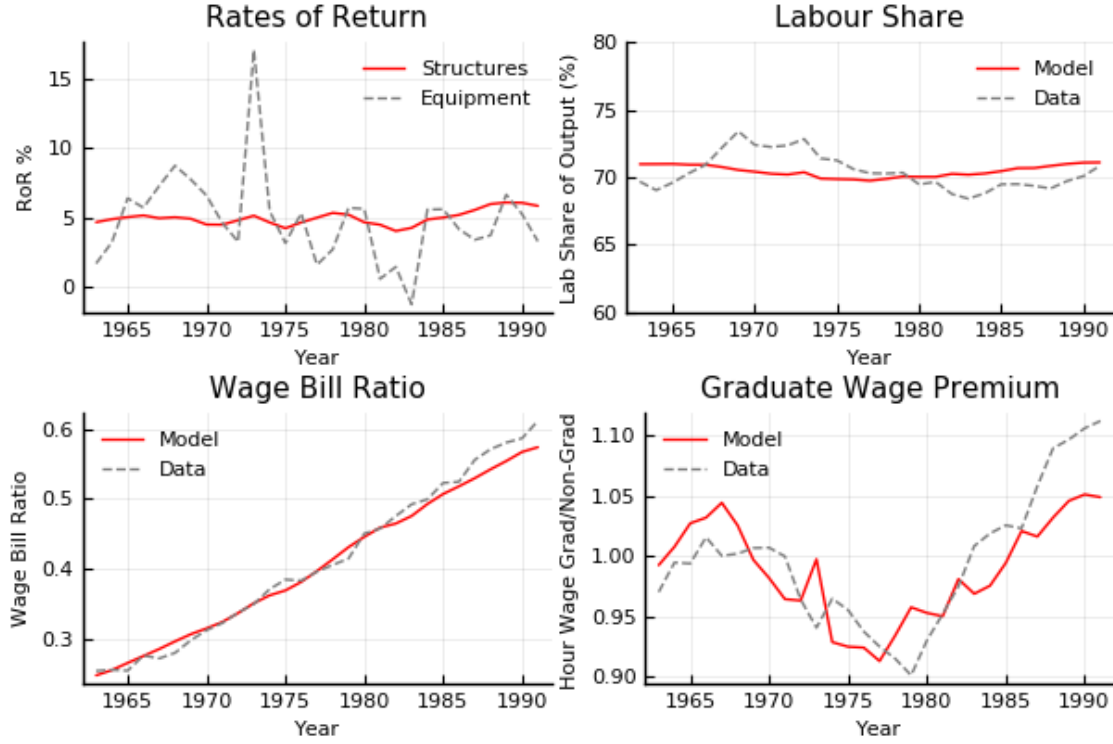 Rates of Return
Structures
Equipment
RoR %
15
10
5
0
1965 1970 1975 1980 1985 1990
Year
Labour Share
Model
Data
Lab Share of Output (%)
80
75
70
65
60
1965 1970 1975 1980 1985 1990
Year
Wage Bill Ratio
Model
Data
Wage Bill Ratio
0.6
0.5
0.4
0.3
1965 1970 1975 1980 1985 1990
Year
Graduate Wage Premium
Model
Data
Hour Wage Grad/Non-Grad
1.10
1.05
1.00
0.95
0.90
1965 1970 1975 1980 1985 1990
Year